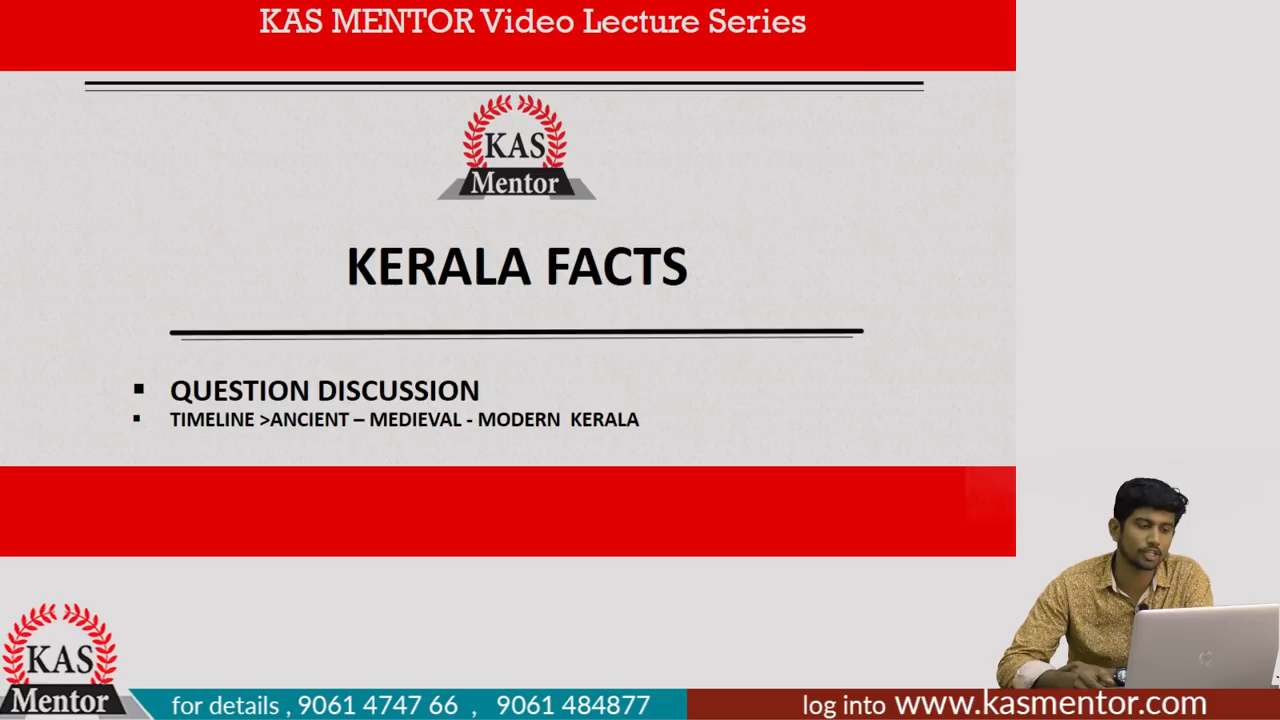 KAS MENTOR Video Lecture Series
KAS
Mentor
KERALA FACTS
▪ QUESTION DISCUSSION
▪ TIMELINE >ANCIENT – MEDIEVAL - MODERN KERALA
KAS
Mentor
for details , 9061 4747 66 , 9061 484877
log into www.kasmentor.com